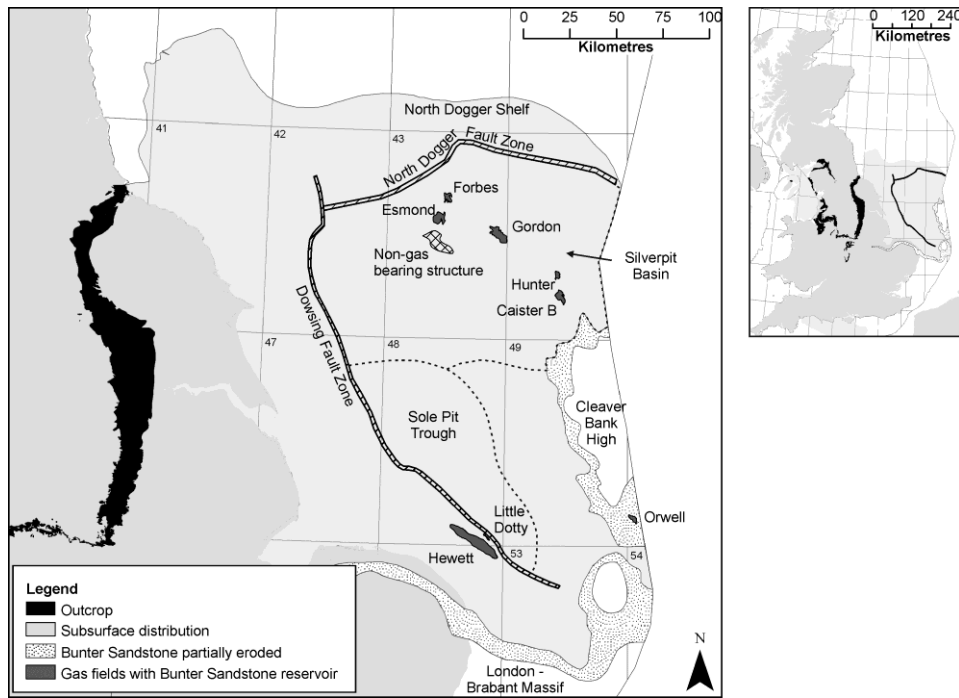 0 25 50 75 100
Kilometres
North Dogger Shelf
41
42
43
North Dogger Fault Zone
Forbes
Esmond
Gordon
Non-gas
bearing structure
Silverpit
Basin
Hunter
Caister B
47
48
49
Dowsing Fault Zone
Sole Pit
Trough
Cleaver
Bank
High
Little
Dotty
Orwell
Hewett
53
54
London -
Brabant Massif
N
Legend
Outcrop
Subsurface distribution
Bunter Sandstone partially eroded
Gas fields with Bunter Sandstone reservoir
0 120 240
Kilometres